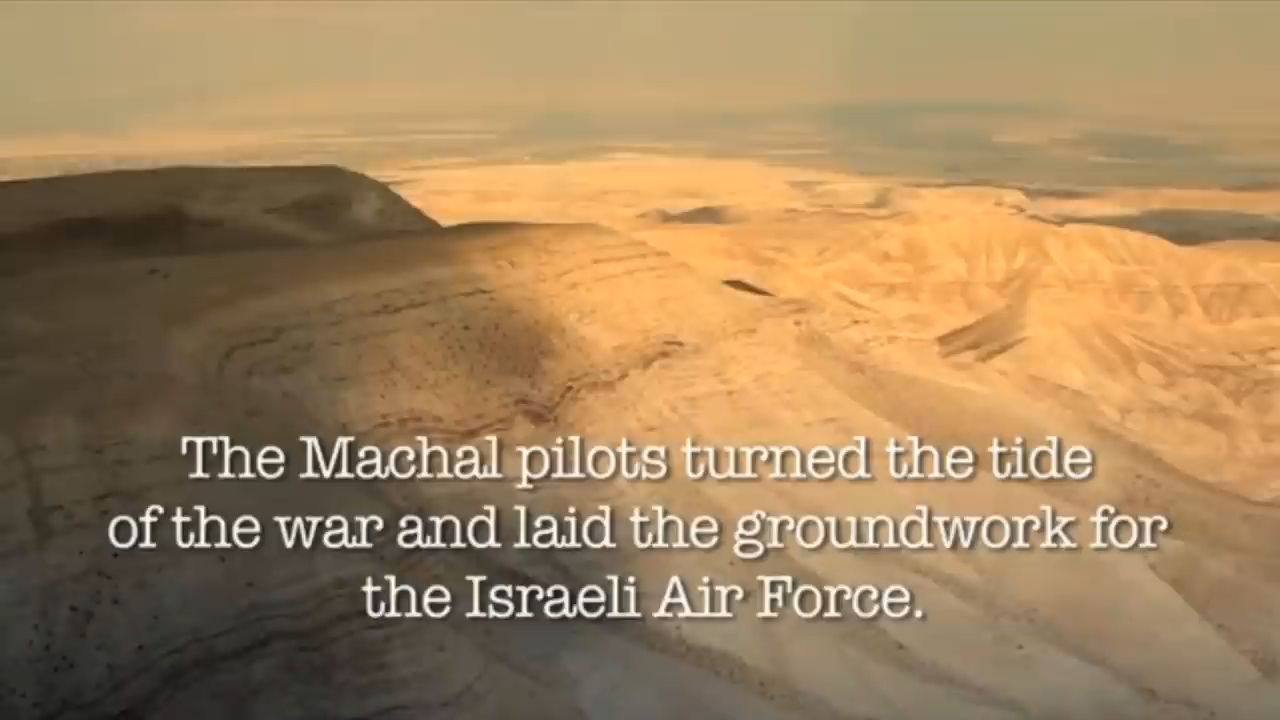 The Machal pilots turned the tide
of the war and laid the groundwork for
the Israeli Air Force.